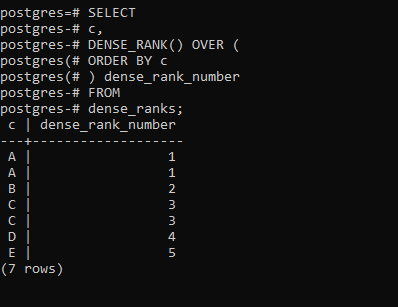 postgres=# SELECT
postgres-# c,
postgres-# DENSE_RANK() OVER (
postgres(# ORDER BY c
postgres(# ) dense_rank_number
postgres-# FROM
postgres-# dense_ranks;
 c | dense_rank_number
---+-------------------
 A |                 1
 A |                 1
 B |                 2
 C |                 3
 C |                 3
 D |                 4
 E |                 5
(7 rows)